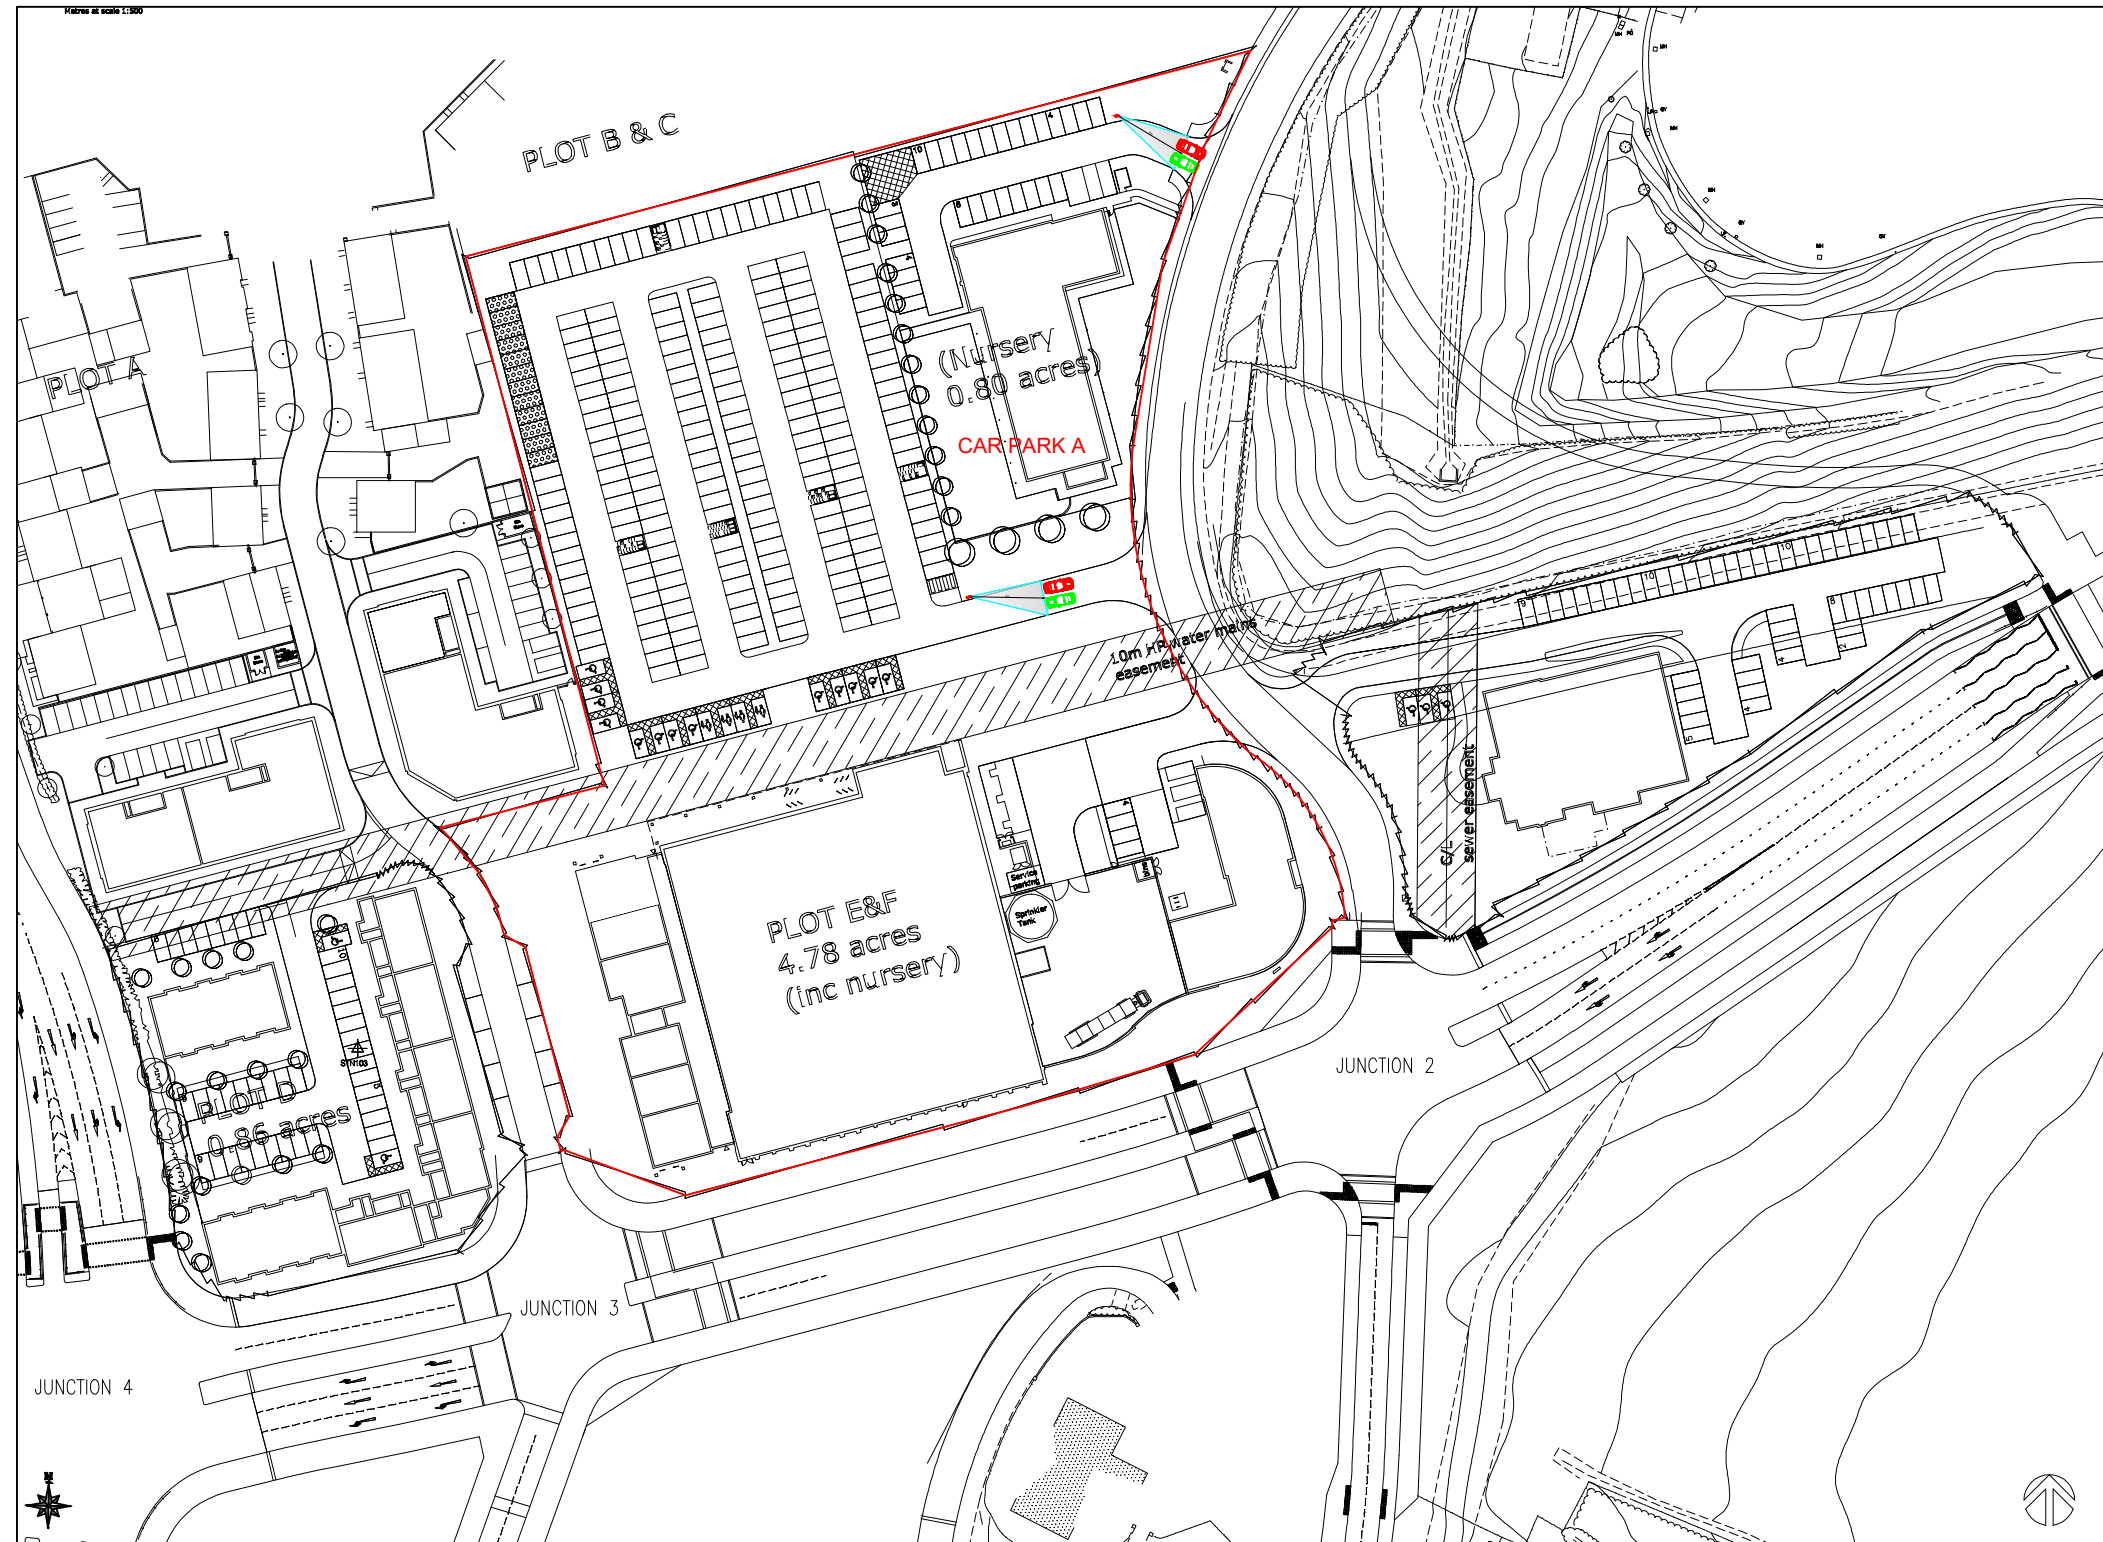 Metres at scale 1:500
PLOT B & C
PLOT A
(Nursery
0.80 acres)
CAR PARK A
10m HP water mains
easement
C/L
sewer easement
PLOT E&F
4.78 acres
(inc nursery)
Service
parking
Sprinkler
Tank
STN103
PLOT D
0.86 acres
JUNCTION 2
JUNCTION 3
JUNCTION 4
N